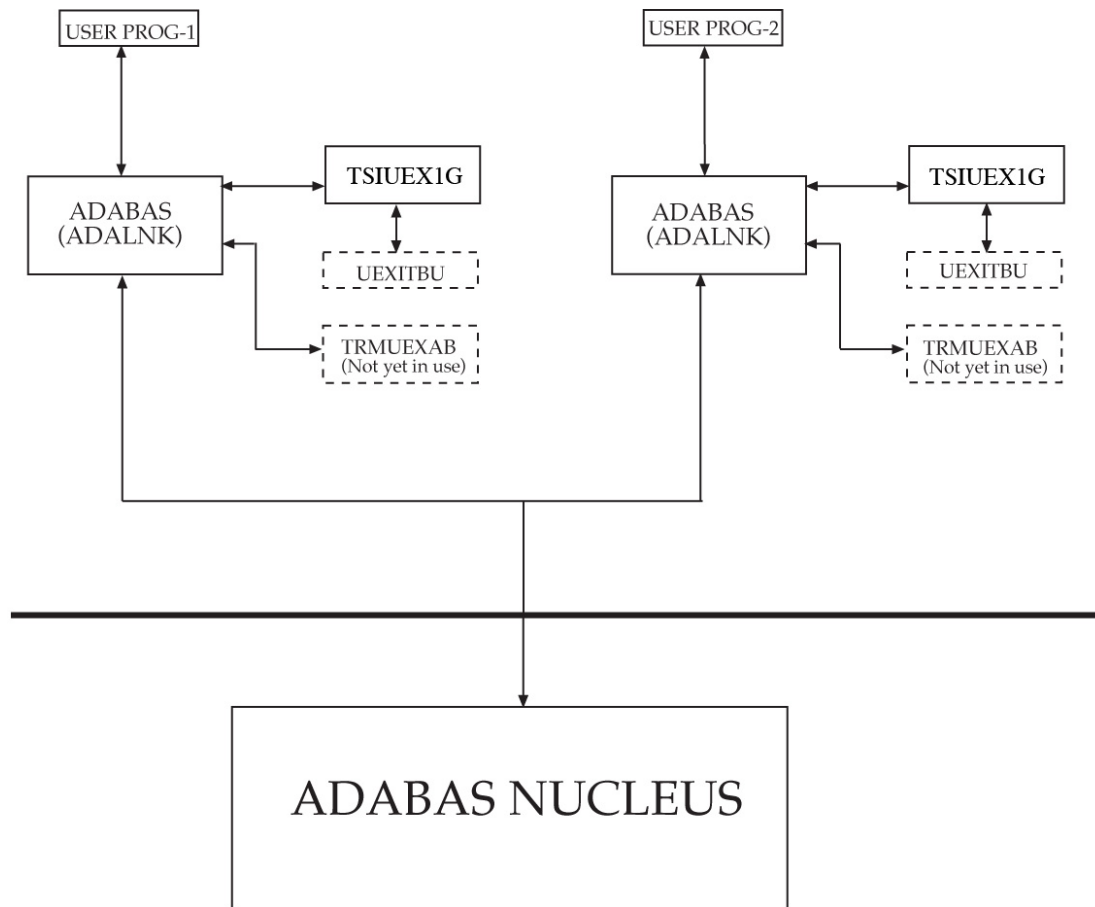 USER PROG-1
USER PROG-2
TSIUEX1G
TSIUEX1G
ADABAS
(ADALNK)
ADABAS
(ADALNK)
UEXITBU
UEXITBU
TRMUEXAB
(Not yet in use)
TRMUEXAB
(Not yet in use)
ADABAS NUCLEUS